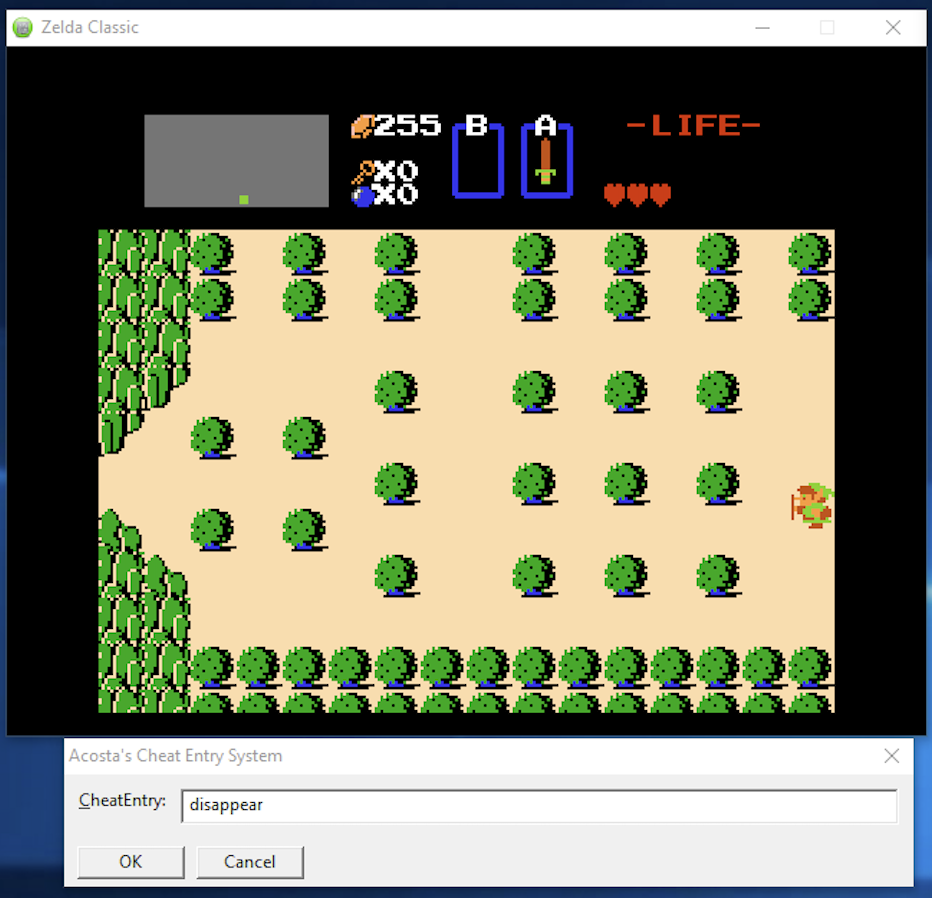 Zelda Classic
255 B A -LIFE-
X0
X0
Acosta's Cheat Entry System
CheatEntry: disappear
OK Cancel